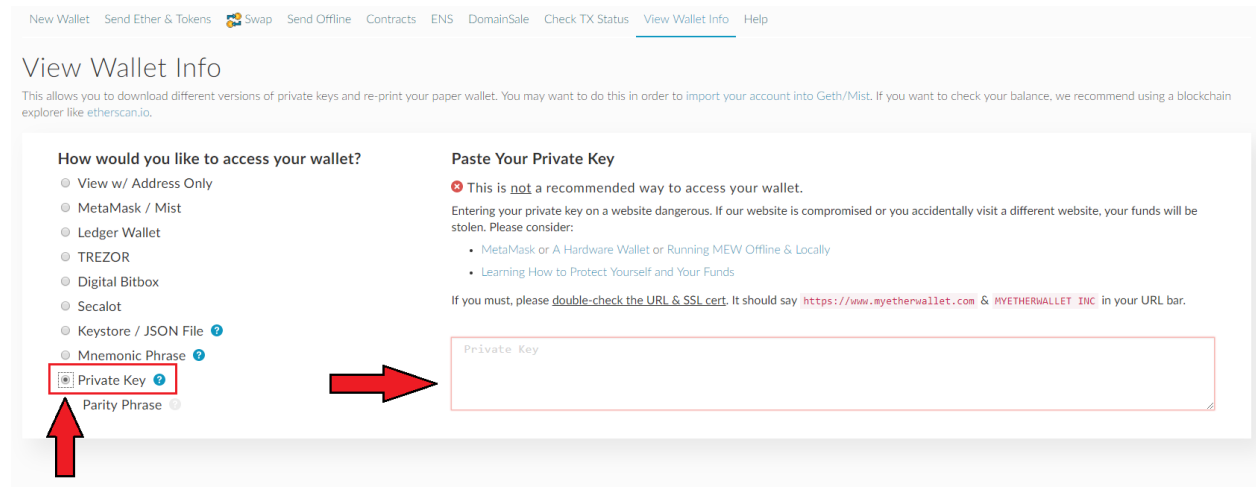 New Wallet Send Ether & Tokens Swap Send Offline Contracts ENS DomainSale Check TX Status View Wallet Info Help
View Wallet Info
This allows you to download different versions of private keys and re-print your paper wallet. You may want to do this in order to import your account into Geth/Mist. If you want to check your balance, we recommend using a blockchain
explorer like etherscan.io.
How would you like to access your wallet?
View w/ Address Only
MetaMask / Mist
Ledger Wallet
TREZOR
Digital Bitbox
Secalot
Keystore / JSON File ?
Mnemonic Phrase ?
Private Key ?
Parity Phrase ?
Paste Your Private Key
This is not a recommended way to access your wallet.
Entering your private key on a website dangerous. If our website is compromised or you accidentally visit a different website, your funds will be
stolen. Please consider:
• MetaMask or A Hardware Wallet or Running MEW Offline & Locally
• Learning How to Protect Yourself and Your Funds
If you must, please double-check the URL & SSL cert. It should say https://www.myetherwallet.com & MYETHERWALLET INC in your URL bar.
Private Key